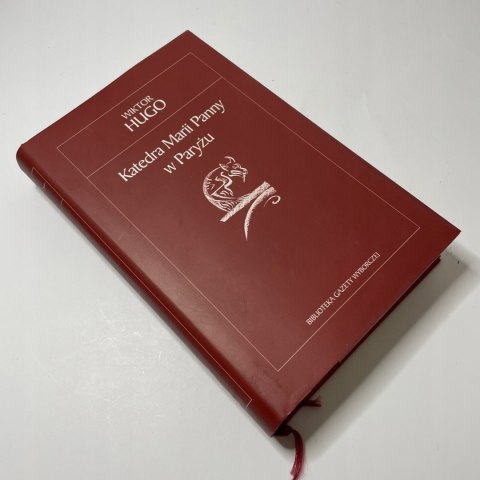 WIKTOR
HUGO
Katedra Marii Panny
w Paryżu
BIBLIOTEKA GAZETY WYBORCZEJ